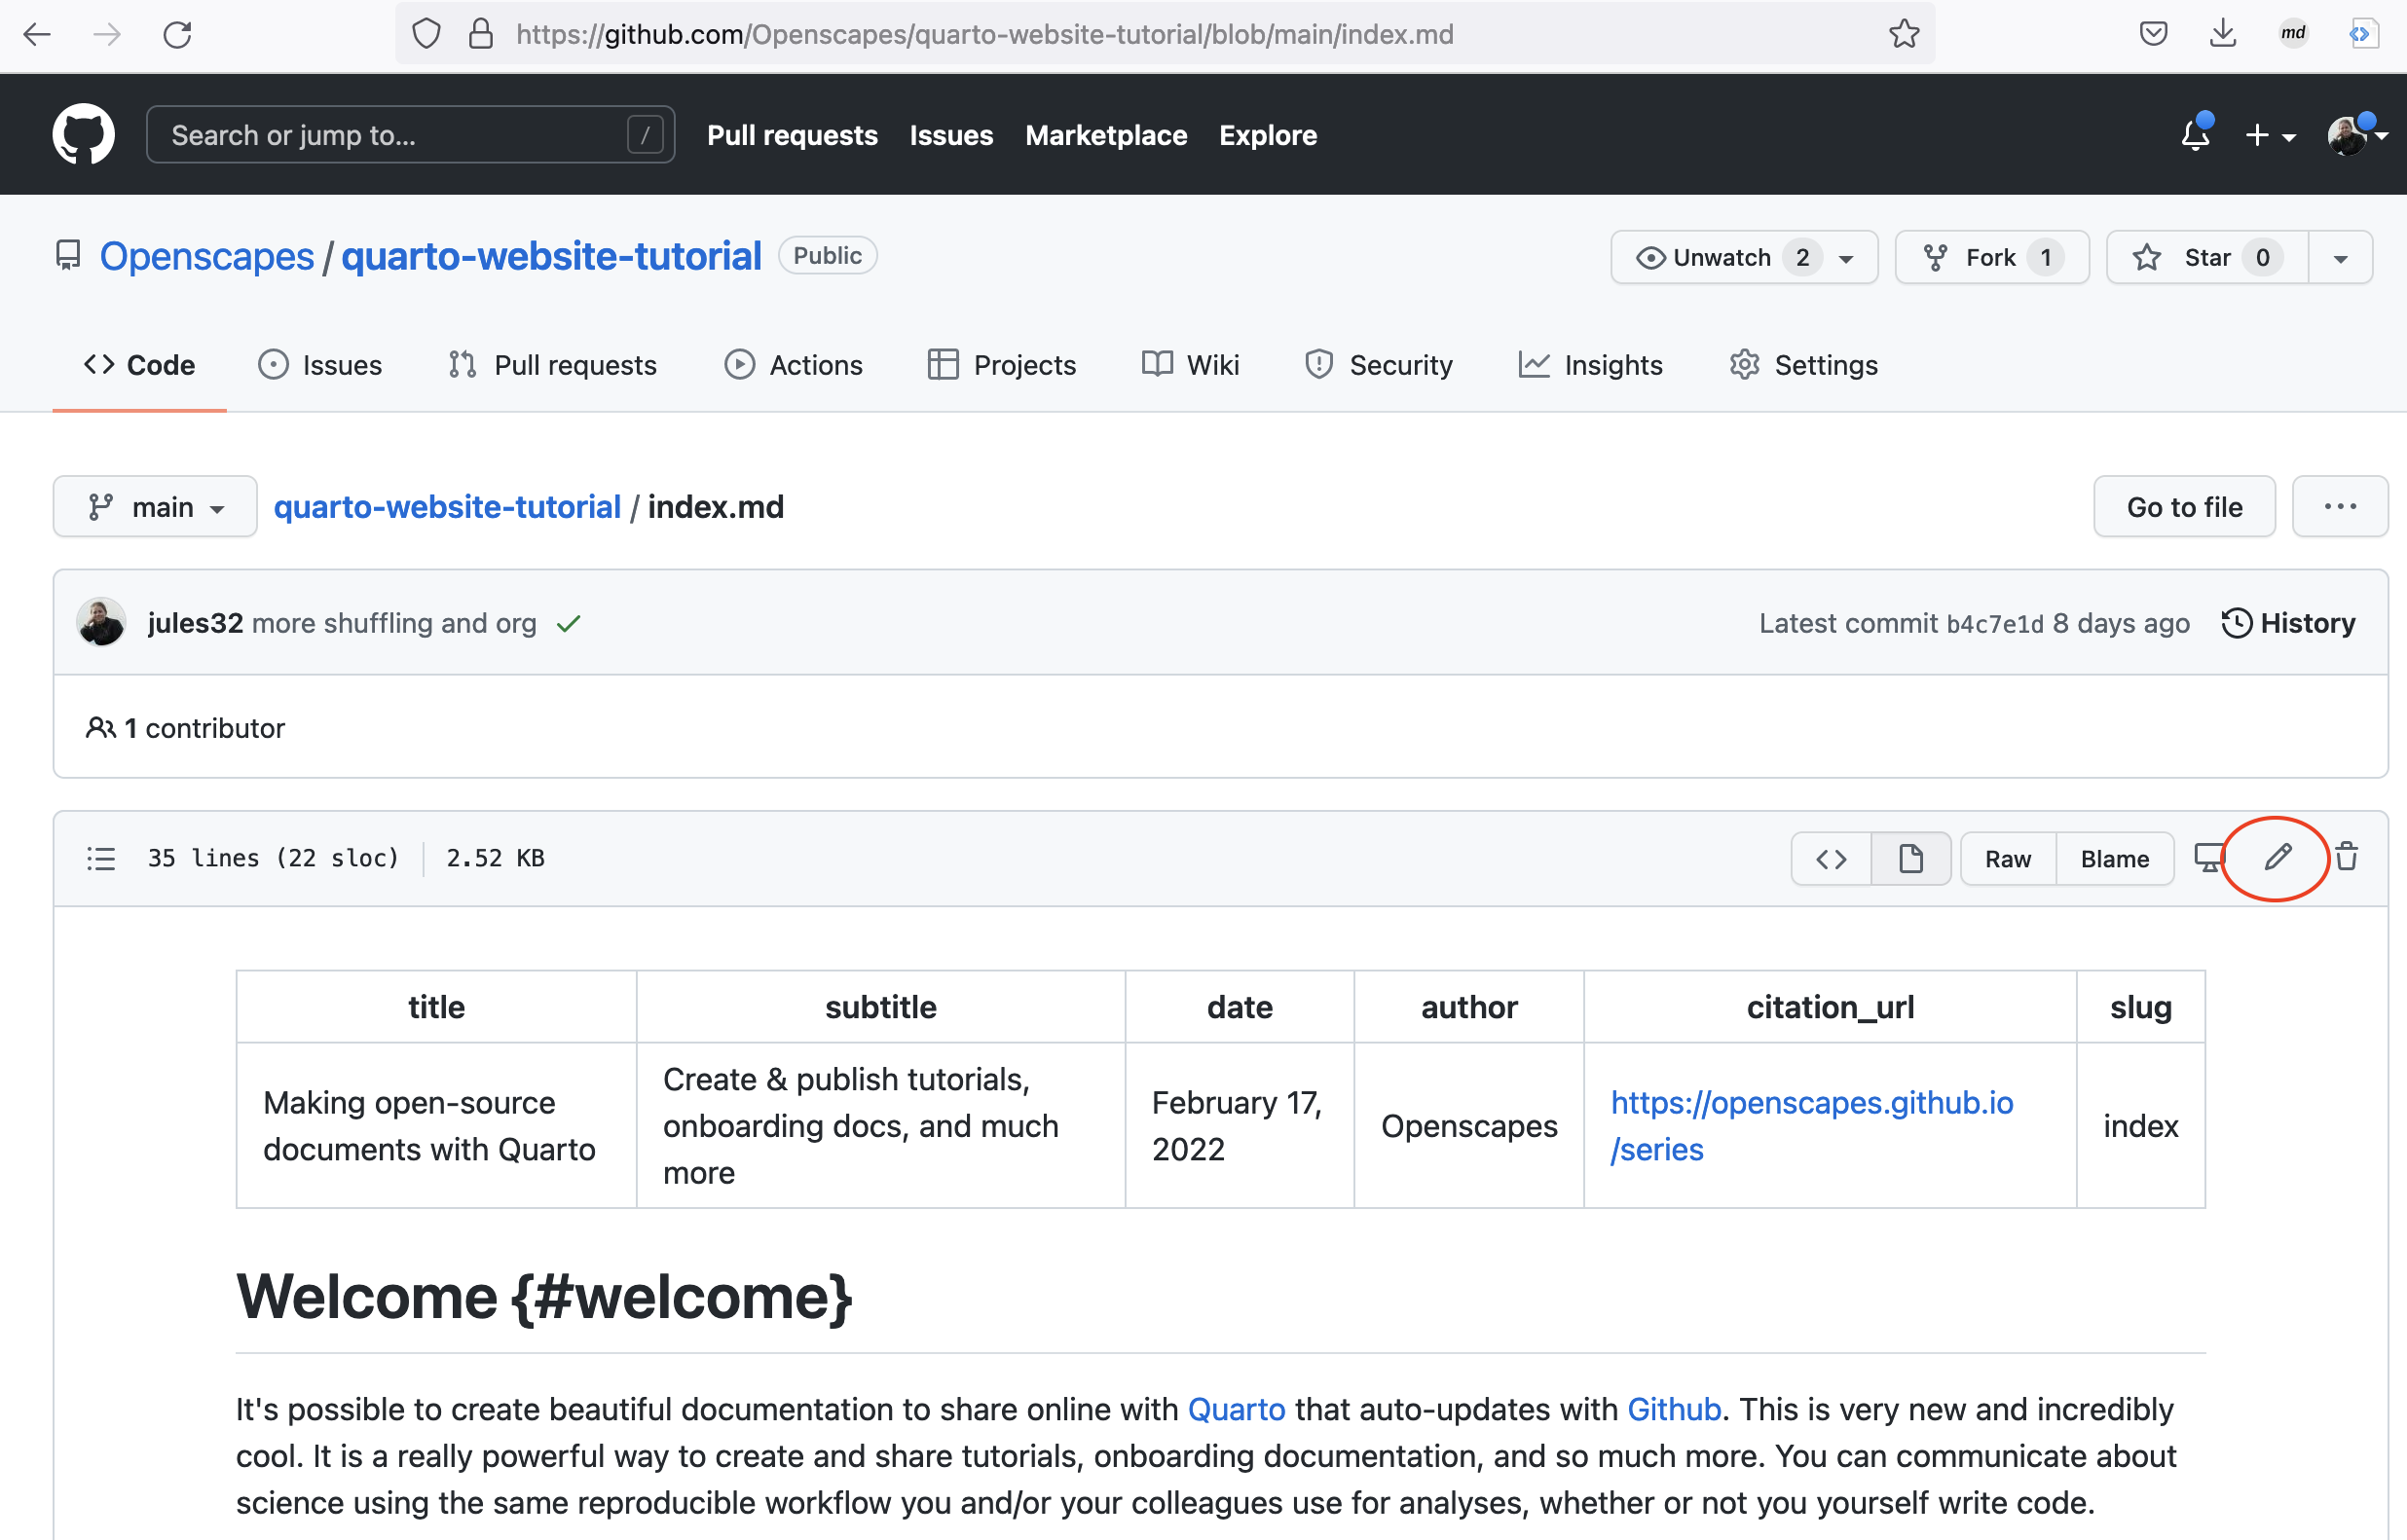 https://github.com/Openscapes/quarto-website-tutorial/blob/main/index.md
md
Search or jump to...
/
Pull requests
Issues
Marketplace
Explore
Openscapes / quarto-website-tutorial
Public
Unwatch 2
Fork 1
Star 0
Code
Issues
Pull requests
Actions
Projects
Wiki
Security
Insights
Settings
main
quarto-website-tutorial / index.md
Go to file
...
jules32 more shuffling and org
Latest commit b4c7e1d 8 days ago
History
1 contributor
35 lines (22 sloc)
2.52 KB
Raw
Blame
title
subtitle
date
author
citation_url
slug
Making open-source
documents with Quarto
Create & publish tutorials,
onboarding docs, and much
more
February 17,
2022
Openscapes
https://openscapes.github.io
/series
index
Welcome {#welcome}
It's possible to create beautiful documentation to share online with Quarto that auto-updates with Github. This is very new and incredibly
cool. It is a really powerful way to create and share tutorials, onboarding documentation, and so much more. You can communicate about
science using the same reproducible workflow you and/or your colleagues use for analyses, whether or not you yourself write code.